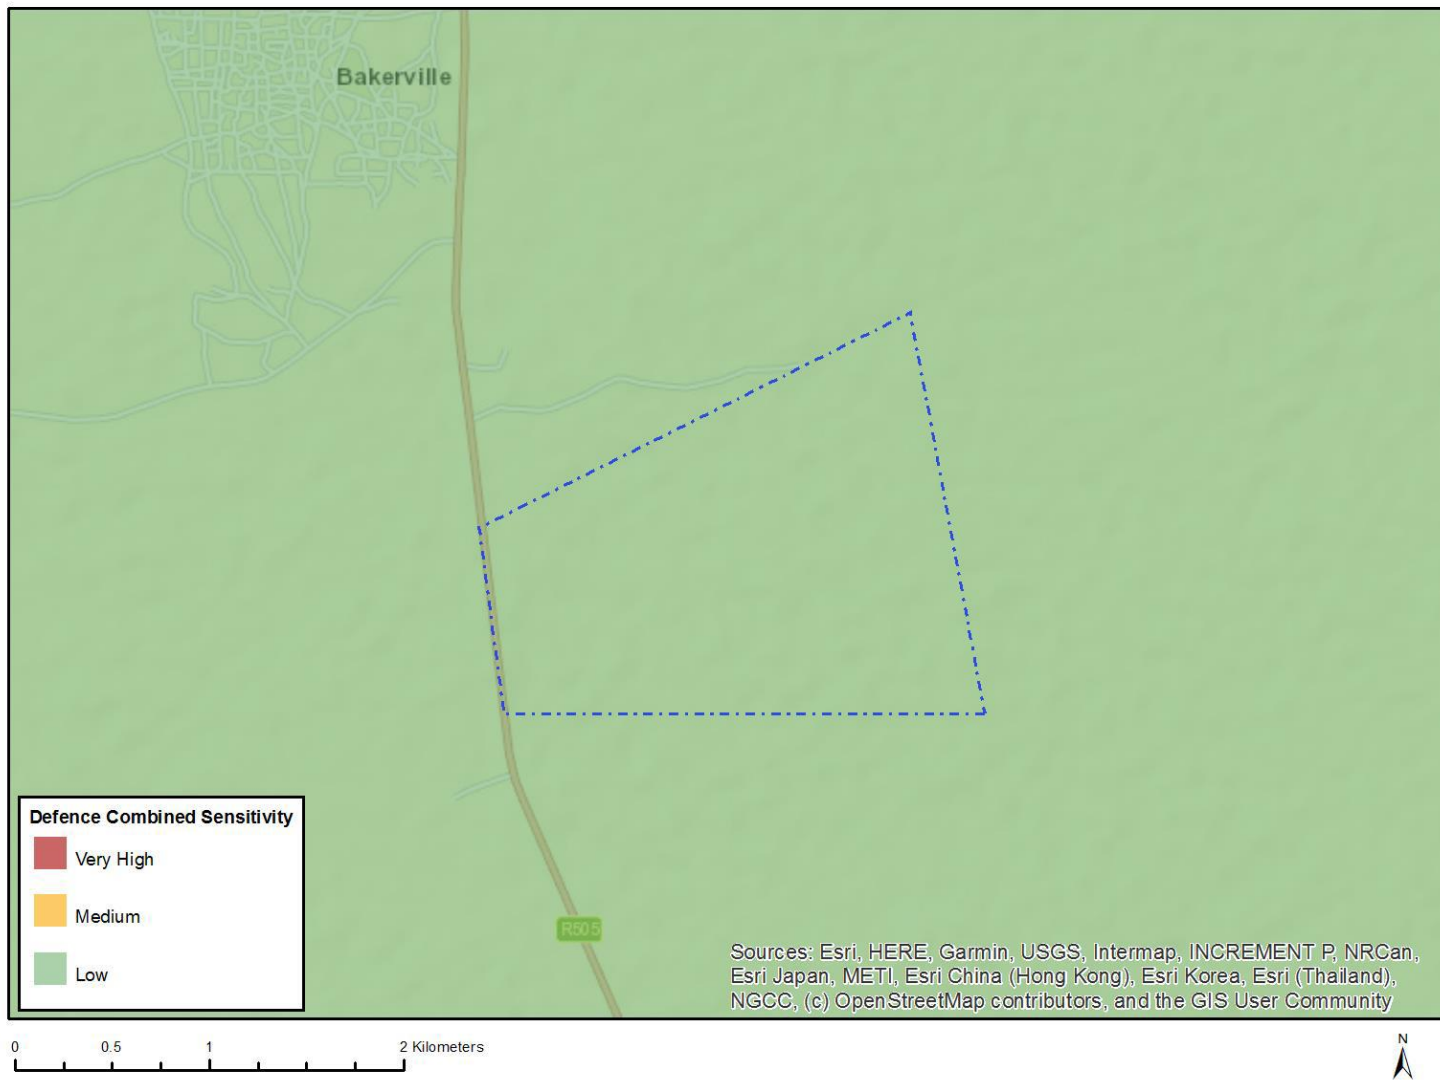 Bakerville
Defence Combined Sensitivity
Very High
Medium
Low
R505
Sources: Esri, HERE, Garmin, USGS, Intermap, INCREMENT P, NRCan,
Esri Japan, METI, Esri China (Hong Kong), Esri Korea, Esri (Thailand),
NGCC, (c) OpenStreetMap contributors, and the GIS User Community
0 0.5 1 2 Kilometers
N